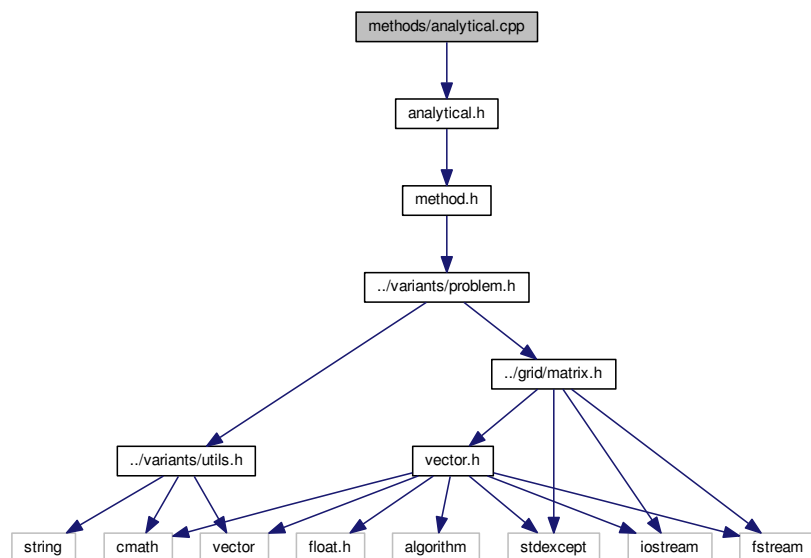 methods/analytical.cpp
analytical.h
method.h
../variants/problem.h
../grid/matrix.h
../variants/utils.h
vector.h
string
cmath
vector
float.h
algorithm
stdexcept
iostream
fstream